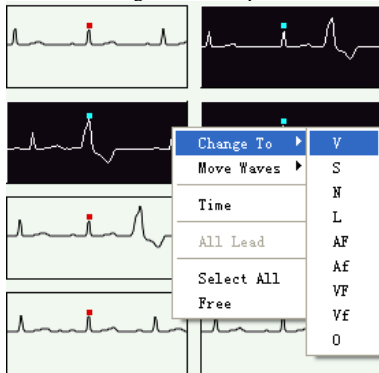 Change To
Move Waves
Time
All Lead
Select All
Free
V
S
N
L
AF
Af
VF
Vf
O